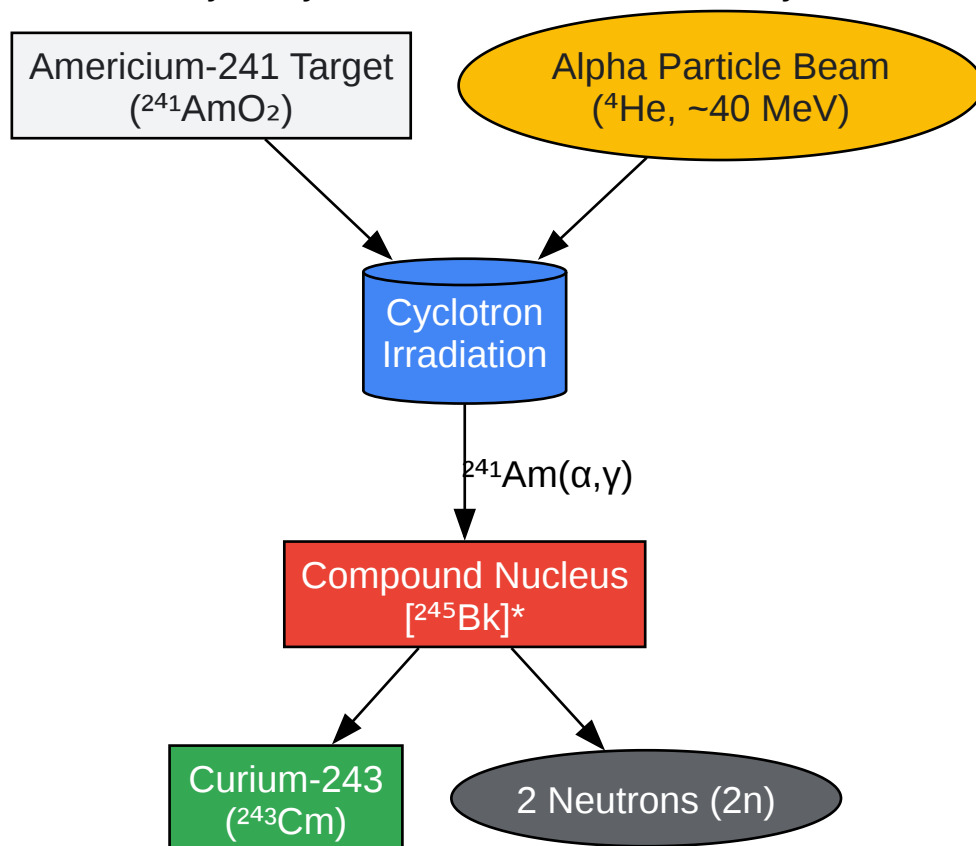 Americium-241 Target
(²⁴¹AmO₂)
Alpha Particle Beam
(⁴He, ~40 MeV)
Cyclotron
Irradiation
²⁴¹Am(α,γ)
Compound Nucleus
[²⁴⁵Bk]*
Curium-243
(²⁴³Cm)
2 Neutrons (2n)